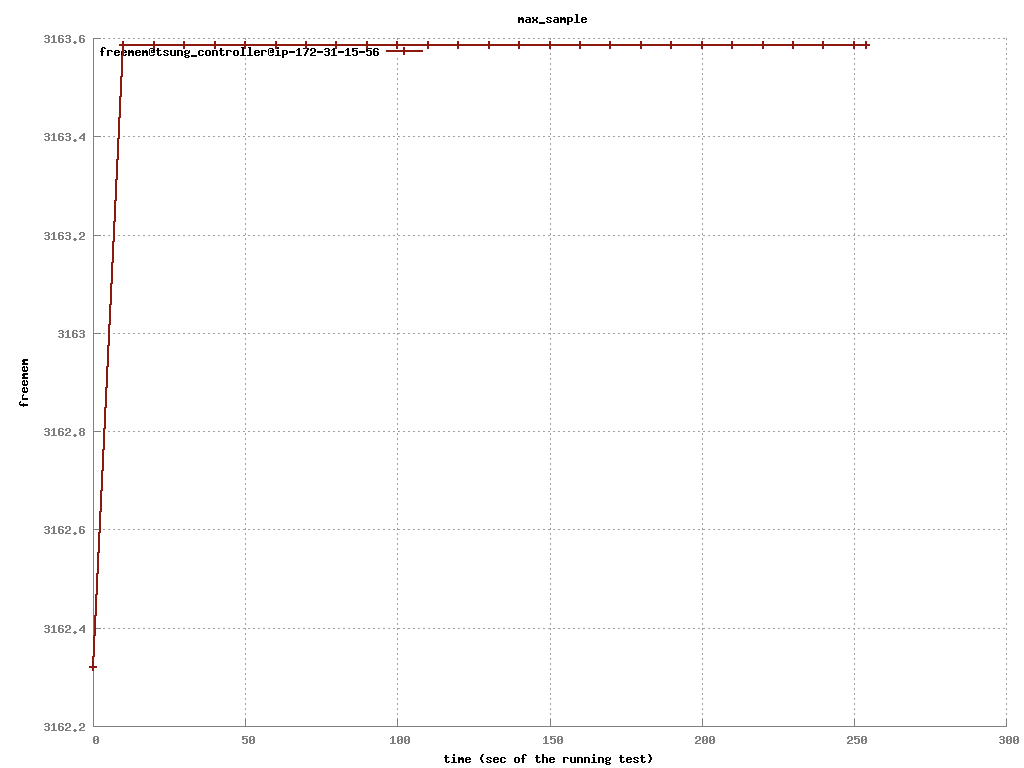 max_sample
3163.6
freemem@tsung_controller@ip-172-31-15-56
3163.4
3163.2
3163
freemem
3162.8
3162.6
3162.4
3162.2
0 50 100 150 200 250 300
time (sec of the running test)